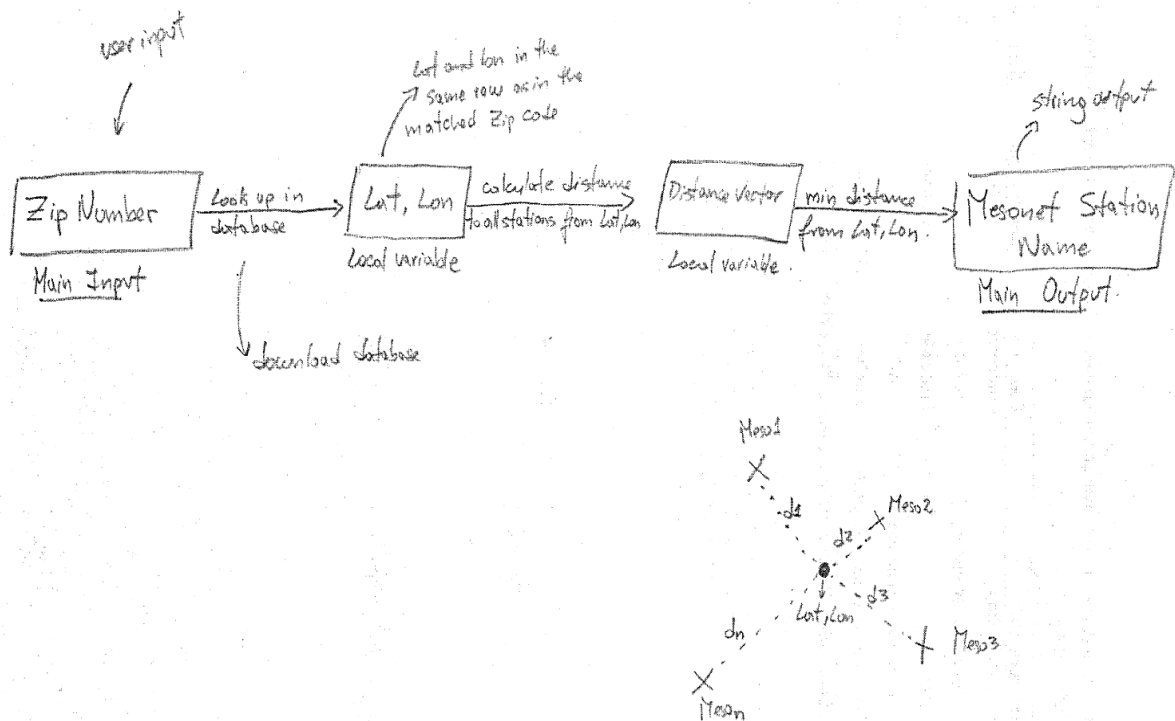 user input
Lat and lon in the
same row as in the
matched Zip code
string output
Zip Number
Look up in
database
Lat, Lon
calculate distance
to all stations from Lat, Lon
Distance Vector
min distance
from Lat, Lon.
Mesonet Station
Name
Main Input
Local variable
Local variable.
Main Output.
download database
Meso1
d1
Meso2
d2
Lat, Lon
d3
Meso3
dn
Meson